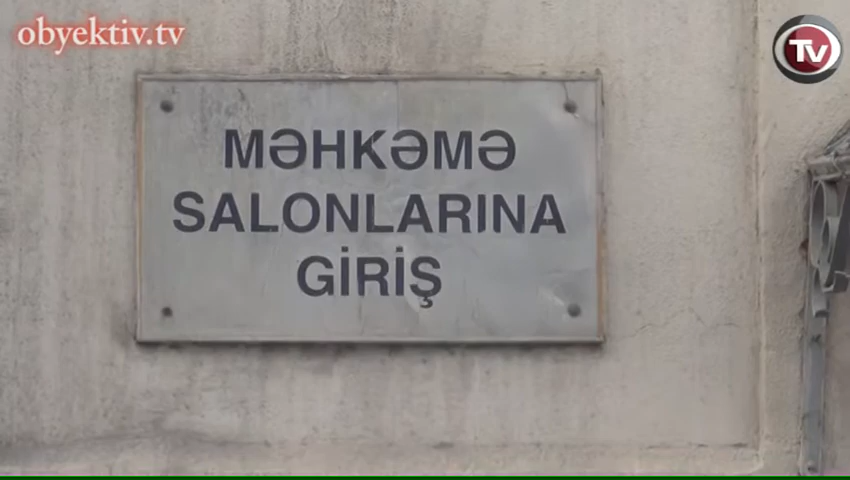 obyektiv.tv
TV
MƏHKƏMƏ
SALONLARINA
GİRİŞ